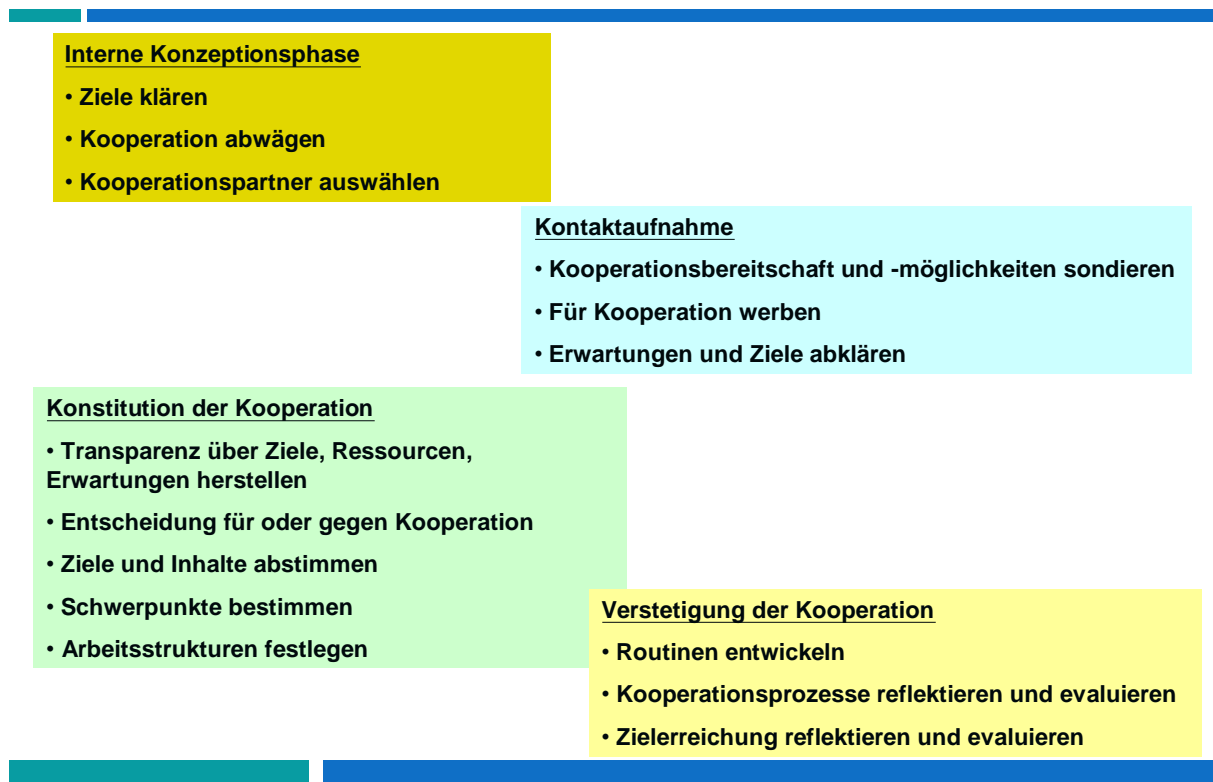 Interne Konzeptionsphase
• Ziele klären
• Kooperation abwägen
• Kooperationspartner auswählen
Kontaktaufnahme
• Kooperationsbereitschaft und -möglichkeiten sondieren
• Für Kooperation werben
• Erwartungen und Ziele abklären
Konstitution der Kooperation
• Transparenz über Ziele, Ressourcen,
Erwartungen herstellen
• Entscheidung für oder gegen Kooperation
• Ziele und Inhalte abstimmen
• Schwerpunkte bestimmen
• Arbeitsstrukturen festlegen
Verstetigung der Kooperation
• Routinen entwickeln
• Kooperationsprozesse reflektieren und evaluieren
• Zielerreichung reflektieren und evaluieren